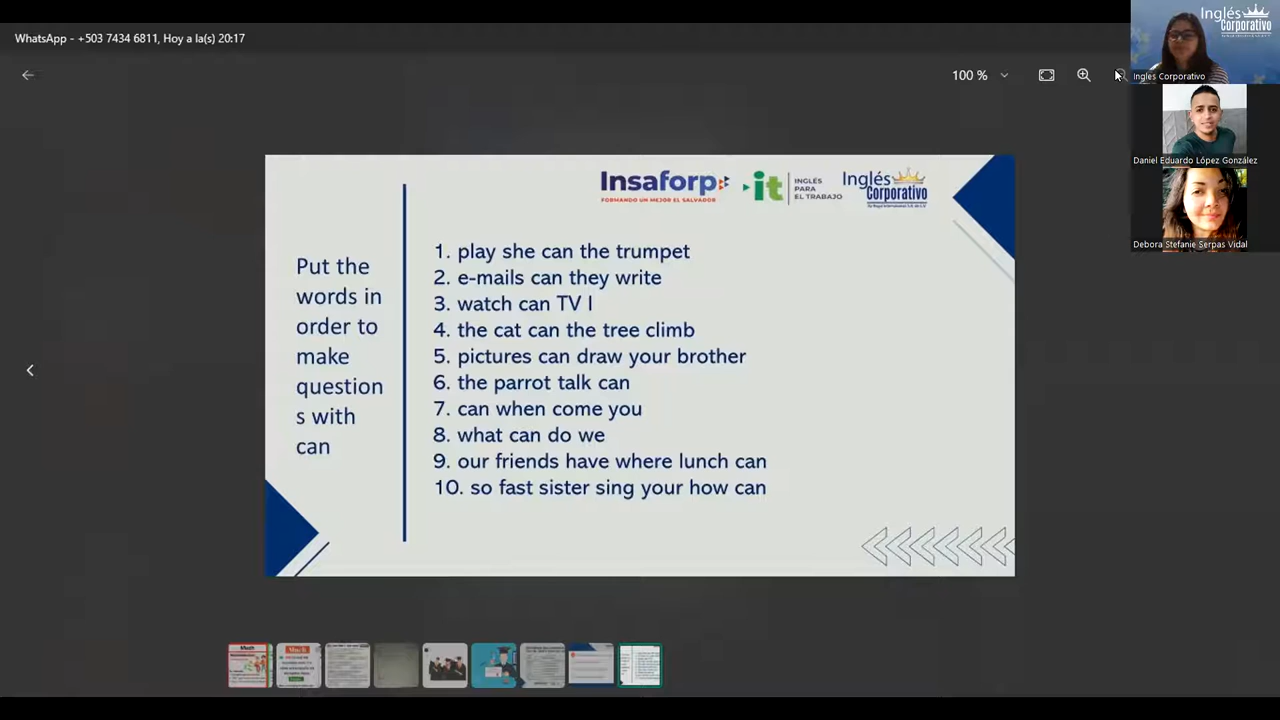 WhatsApp - +503 7434 6811, Hoy a la(s) 20:17
100 %
Inglés
Corporativo
Ingles Corporativo
Daniel Eduardo López González
Debora Stefanie Serpas Vidal
Insaforp
FORMANDO UN MEJOR EL SALVADOR
it
INGLÉS
PARA
EL TRABAJO
Inglés
Corporativo
Put the
words in
order to
make
question
s with
can
1. play she can the trumpet
2. e-mails can they write
3. watch can TV I
4. the cat can the tree climb
5. pictures can draw your brother
6. the parrot talk can
7. can when come you
8. what can do we
9. our friends have where lunch can
10. so fast sister sing your how can